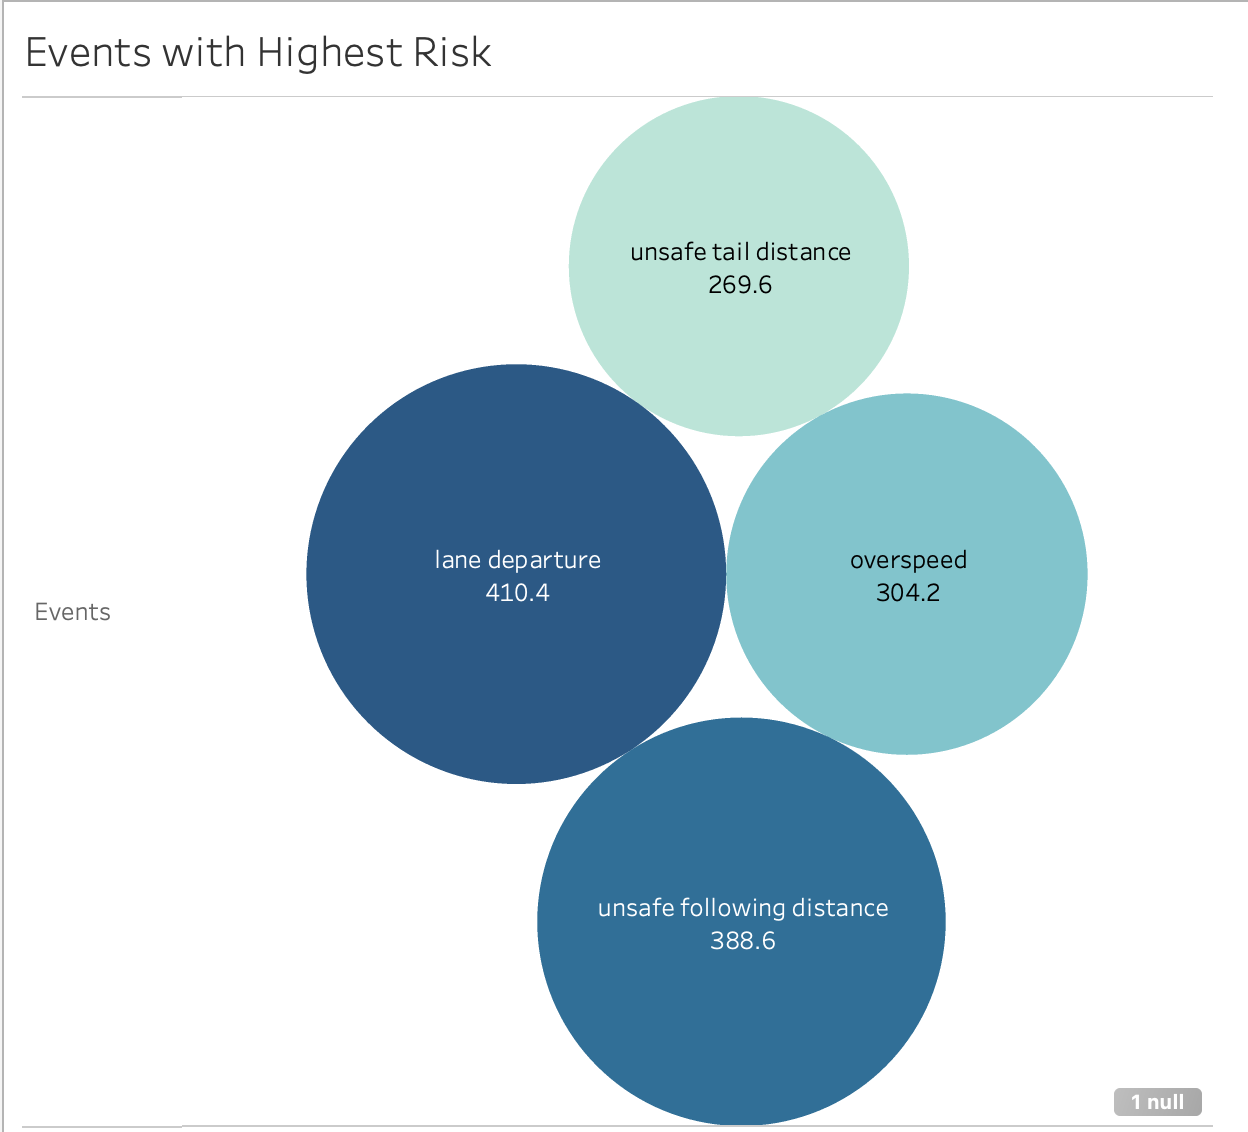 Events with Highest Risk
unsafe tail distance
269.6
lane departure
410.4
overspeed
304.2
Events
unsafe following distance
388.6
1 null